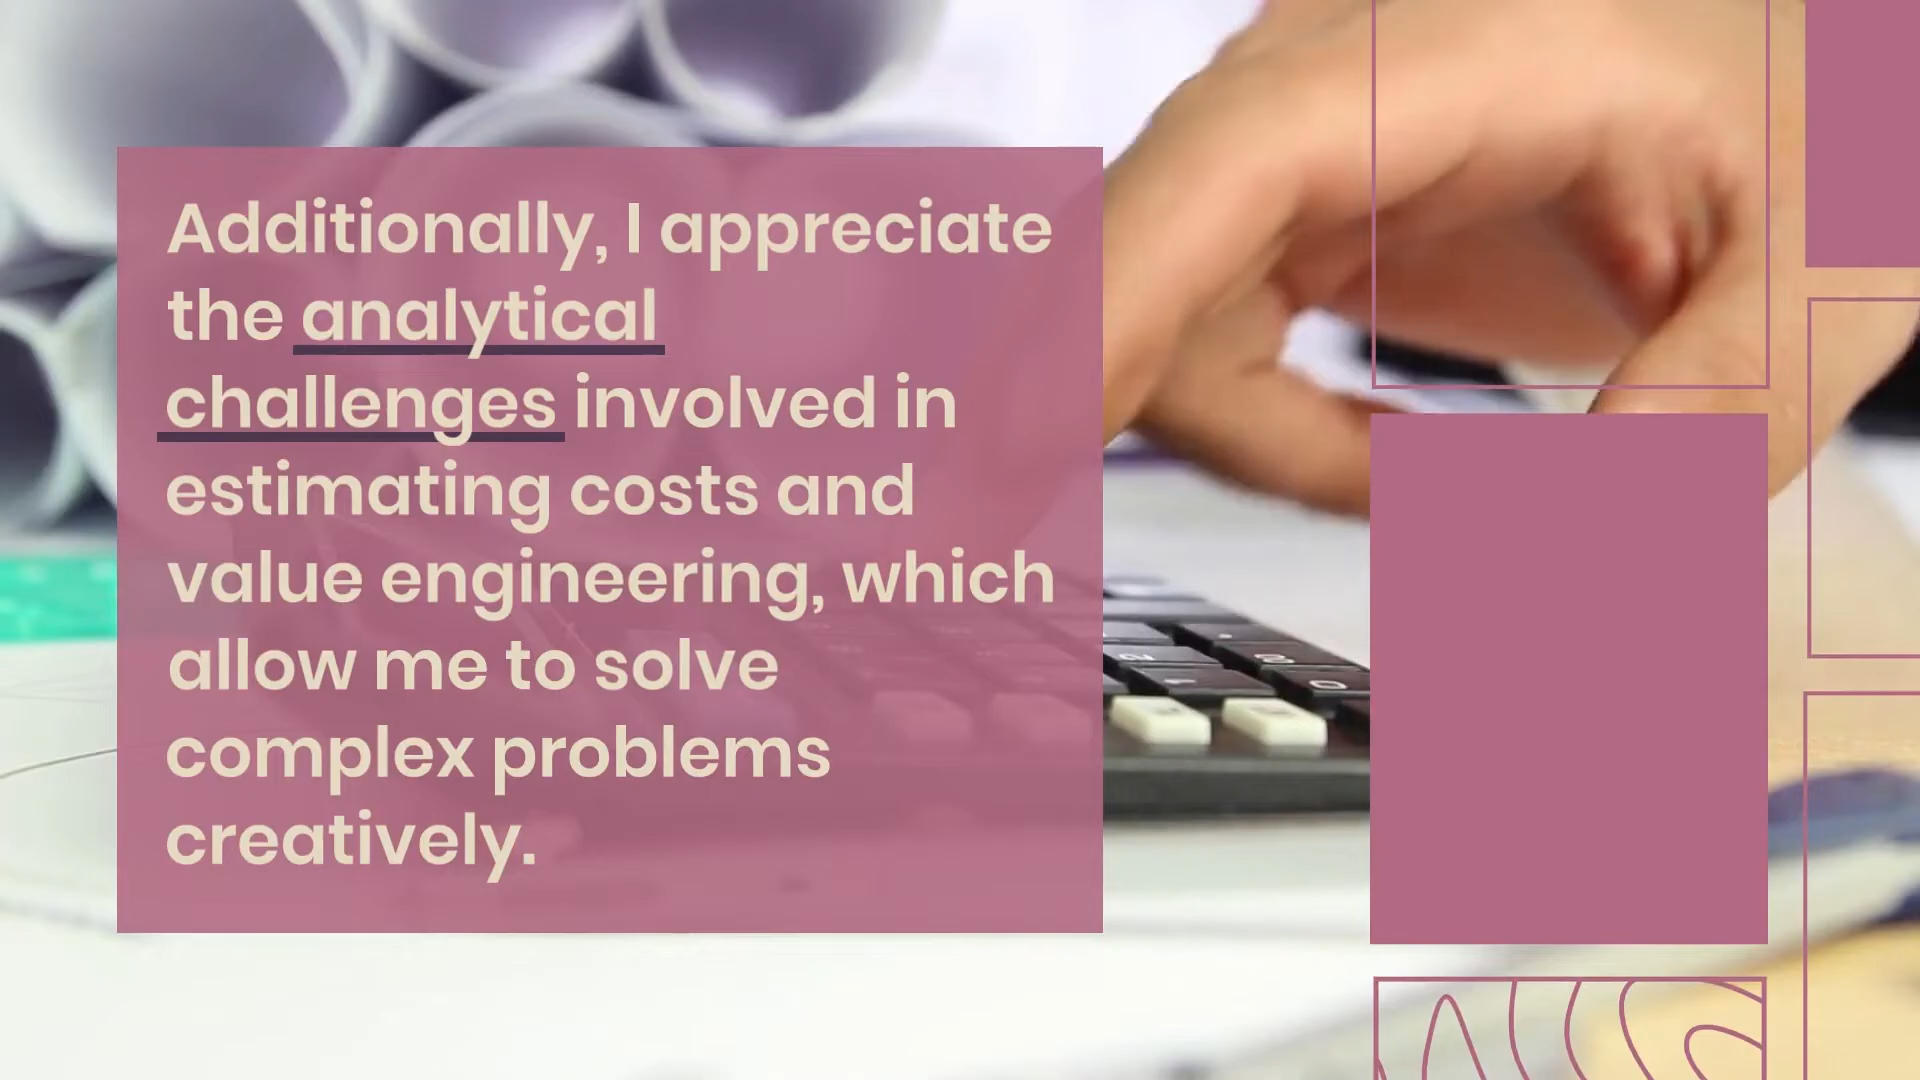 Additionally, I appreciate
the analytical
challenges involved in
estimating costs and
value engineering, which
allow me to solve
complex problems
creatively.